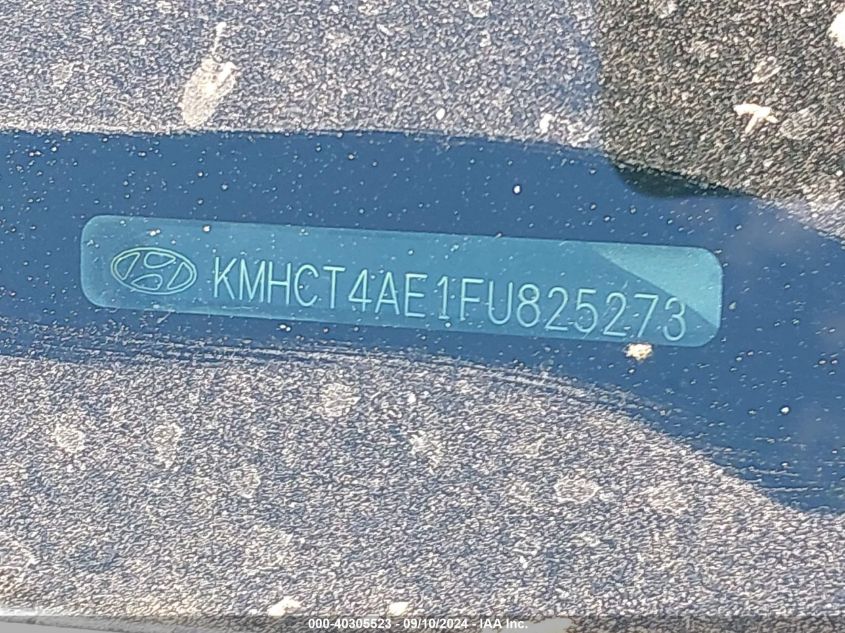 KMHCT4AE1FU825273
000-40305523 - 09/10/2024 - IAA Inc.